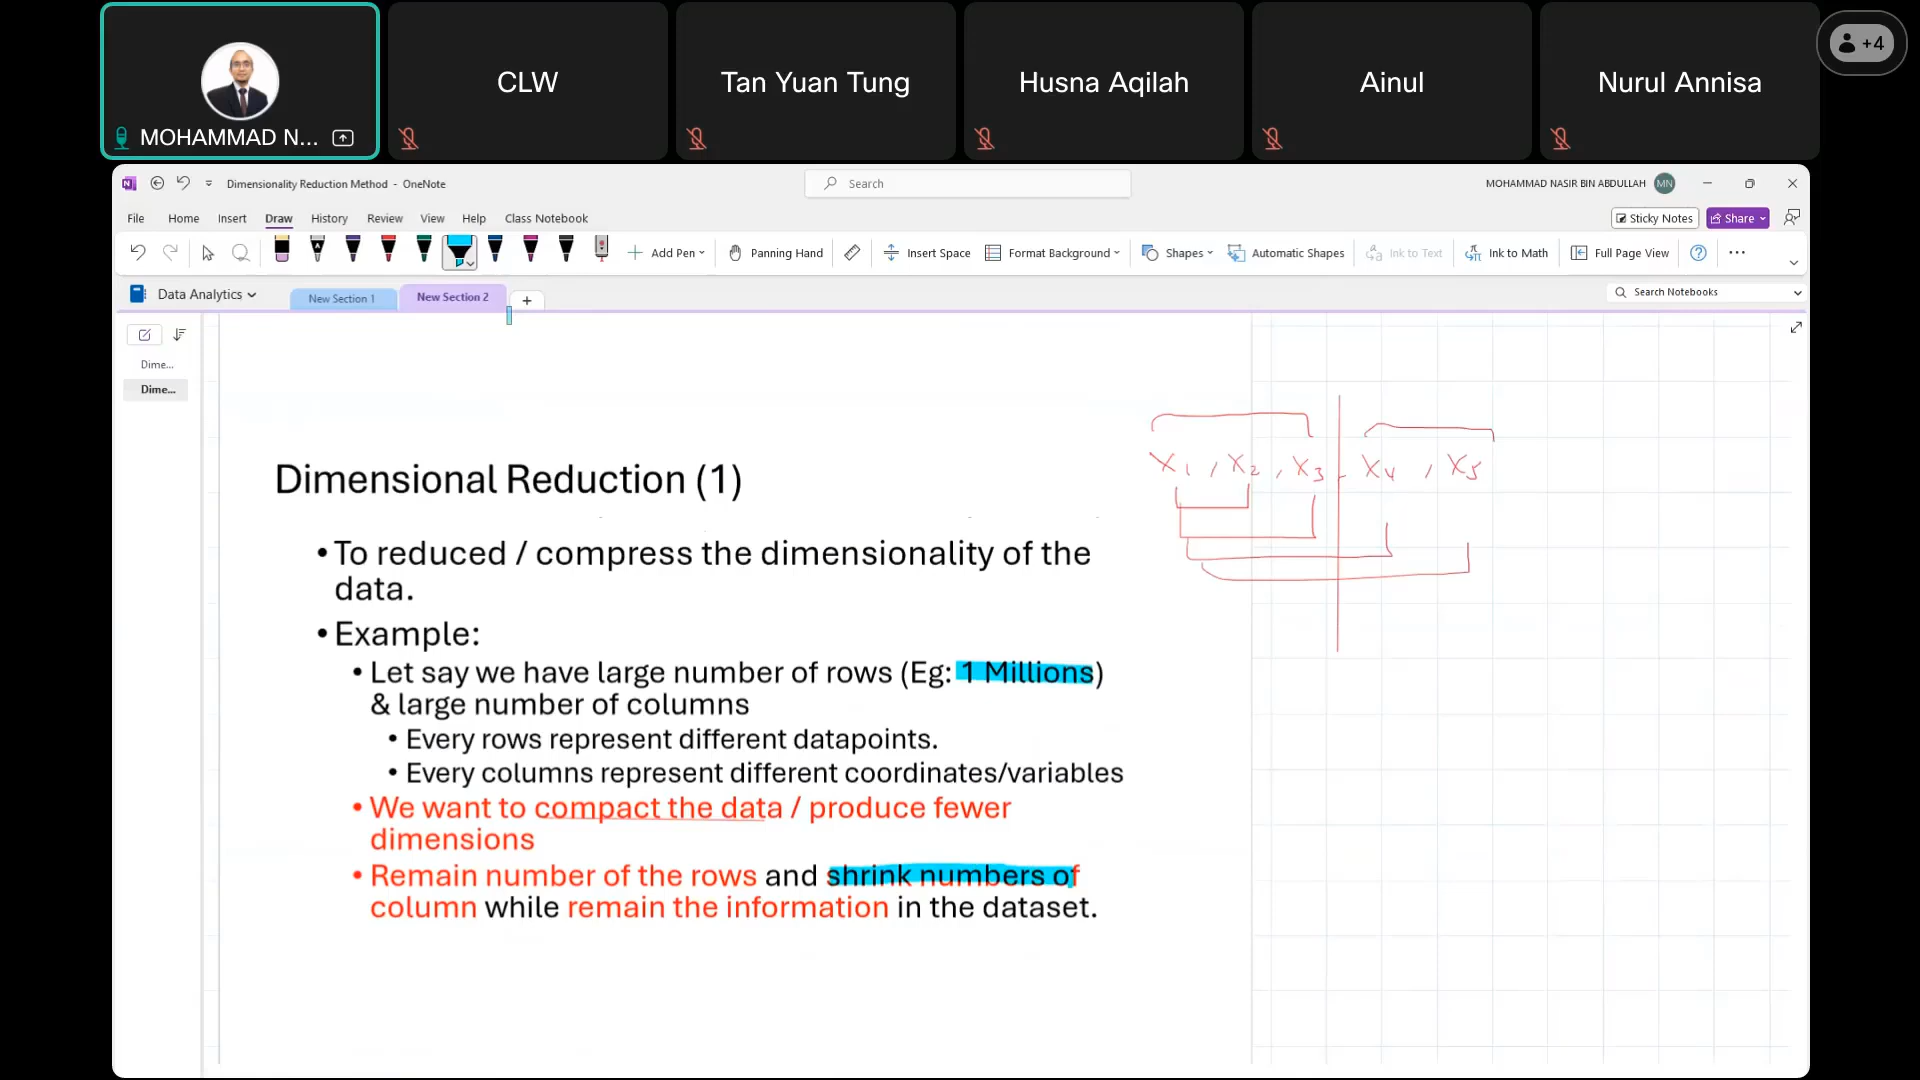 CLW
Tan Yuan Tung
Husna Aqilah
Ainul
Nurul Annisa
+4
MOHAMMAD N...
Dimensionality Reduction Method - OneNote
Search
MOHAMMAD NASIR BIN ABDULLAH
MN
File
Home
Insert
Draw
History
Review
View
Help
Class Notebook
Sticky Notes
Share
Add Pen
Panning Hand
Insert Space
Format Background
Shapes
Automatic Shapes
Ink to Text
Ink to Math
Full Page View
Data Analytics
New Section 1
New Section 2
Search Notebooks
Dime...
Dime...
X1 , X2 , X3 - X4 , X5
Dimensional Reduction (1)
• To reduced / compress the dimensionality of the
data.
• Example:
• Let say we have large number of rows (Eg: 1 Millions)
& large number of columns
• Every rows represent different datapoints.
• Every columns represent different coordinates/variables
• We want to compact the data / produce fewer
dimensions
• Remain number of the rows and shrink numbers of
column while remain the information in the dataset.